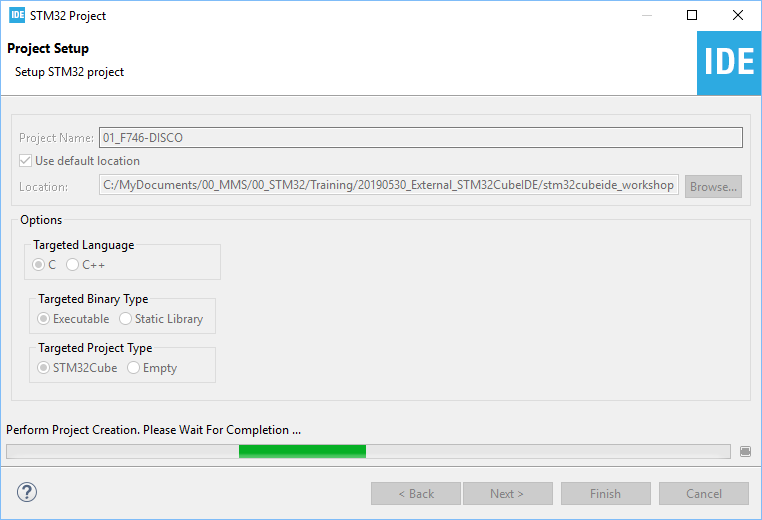 IDE STM32 Project
Project Setup
Setup STM32 project
IDE
Project Name: 01_F746-DISCO
Use default location
Location: C:/MyDocuments/00_MMS/00_STM32/Training/20190530_External_STM32CubeIDE/stm32cubeide_workshop Browse...
Options
Targeted Language
C C++
Targeted Binary Type
Executable Static Library
Targeted Project Type
STM32Cube Empty
Perform Project Creation. Please Wait For Completion ...
? < Back Next > Finish Cancel